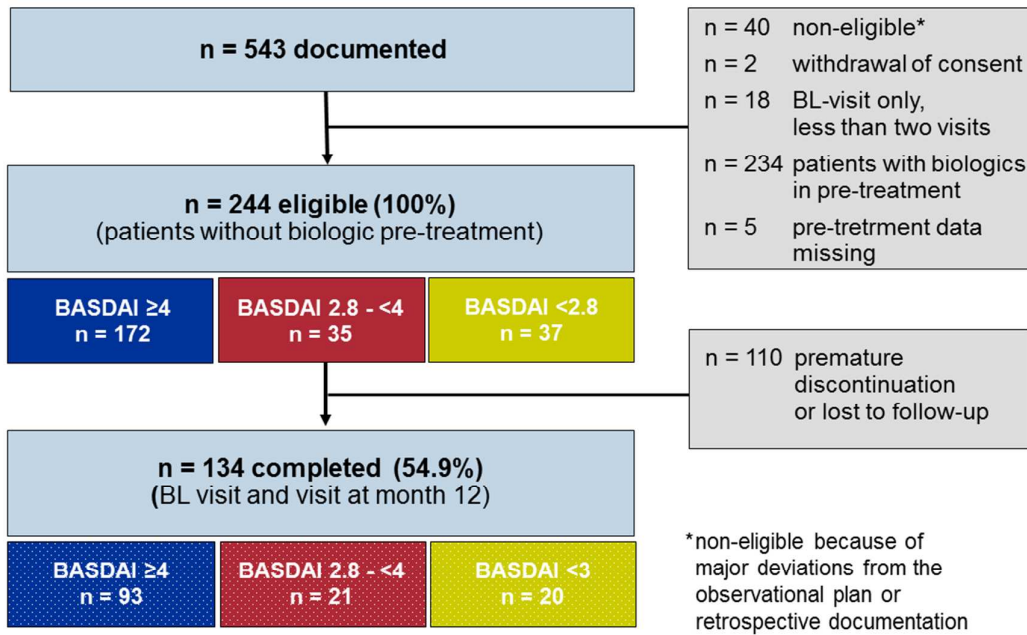 n = 543 documented
n = 40 non-eligible*
n = 2 withdrawal of consent
n = 18 BL-visit only,
less than two visits
n = 234 patients with biologics
in pre-treatment
n = 5 pre-tretrment data
missing
n = 244 eligible (100%)
(patients without biologic pre-treatment)
BASDAI ≥4
n = 172
BASDAI 2.8 - <4
n = 35
BASDAI <2.8
n = 37
n = 110 premature
discontinuation
or lost to follow-up
n = 134 completed (54.9%)
(BL visit and visit at month 12)
BASDAI ≥4
n = 93
BASDAI 2.8 - <4
n = 21
BASDAI <3
n = 20
*non-eligible because of
major deviations from the
observational plan or
retrospective documentation